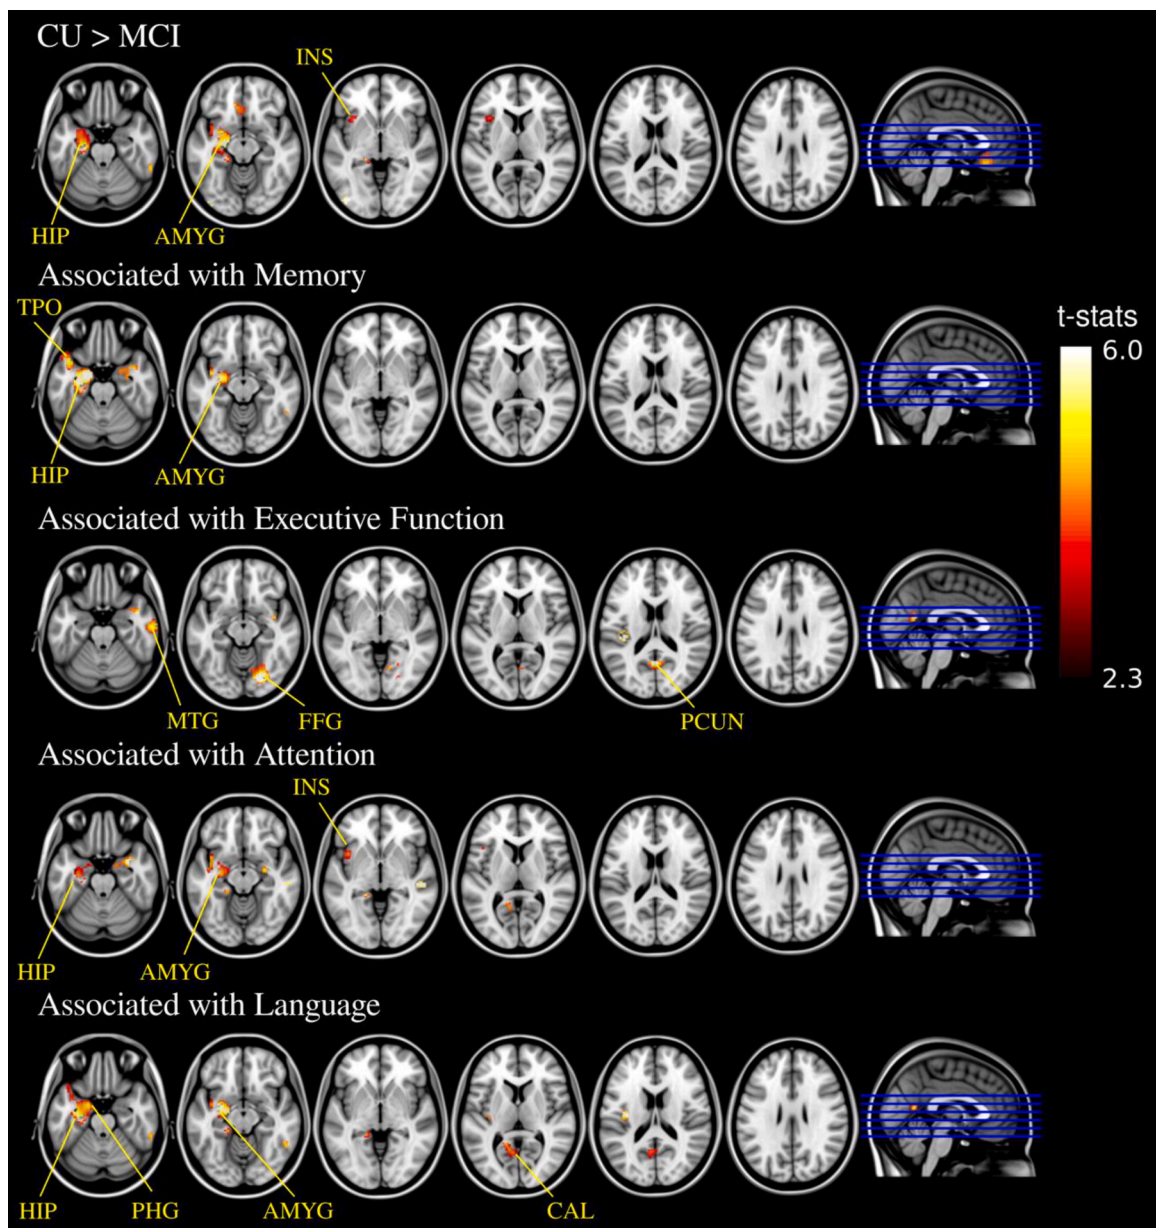 CU > MCI
INS
HIP
AMYG
Associated with Memory
TPO
t-stats
6.0
HIP
AMYG
Associated with Executive Function
2.3
MTG
FFG
PCUN
Associated with Attention
INS
HIP
AMYG
Associated with Language
HIP
PHG
AMYG
CAL